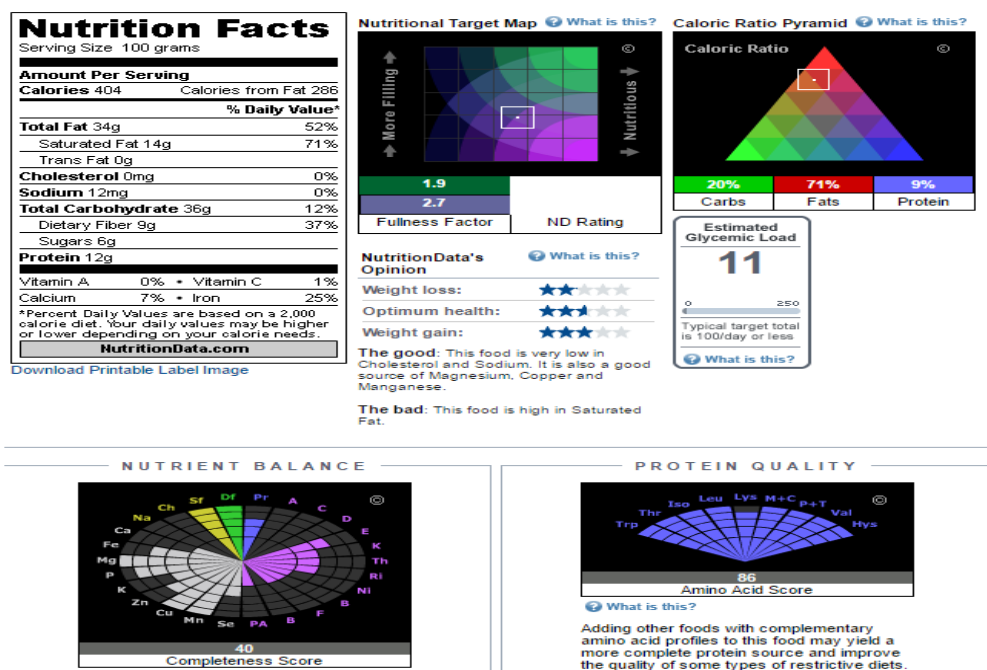 Nutrition Facts
Serving Size 100 grams
Amount Per Serving
Calories 404 Calories from Fat 286
% Daily Value*
Total Fat 34g 52%
Saturated Fat 14g 71%
Trans Fat 0g
Cholesterol 0mg 0%
Sodium 12mg 0%
Total Carbohydrate 36g 12%
Dietary Fiber 9g 37%
Sugars 6g
Protein 12g
Vitamin A 0% • Vitamin C 1%
Calcium 7% • Iron 25%
*Percent Daily Values are based on a 2,000
calorie diet. Your daily values may be higher
or lower depending on your calorie needs.
NutritionData.com
Download Printable Label Image
Nutritional Target Map ? What is this?
©
More Filling
Nutritious
1.9
2.7
Fullness Factor ND Rating
Caloric Ratio Pyramid ? What is this?
Caloric Ratio ©
20% 71% 9%
Carbs Fats Protein
NutritionData's
Opinion
? What is this?
Weight loss:
Optimum health:
Weight gain:
The good: This food is very low in
Cholesterol and Sodium. It is also a good
source of Magnesium, Copper and
Manganese.
The bad: This food is high in Saturated
Fat.
Estimated
Glycemic Load
11
0 250
Typical target total
is 100/day or less
? What is this?
NUTRIENT BALANCE
©
Sf Df Pr A C D E K Th Ri Ni B F B PA Se Mn Cu Zn K P Mg Fe Ca Na Ch
40
Completeness Score
PROTEIN QUALITY
©
Trp Thr Iso Leu Lys M+C P+T Val Hys
86
Amino Acid Score
? What is this?
Adding other foods with complementary
amino acid profiles to this food may yield a
more complete protein source and improve
the quality of some types of restrictive diets.